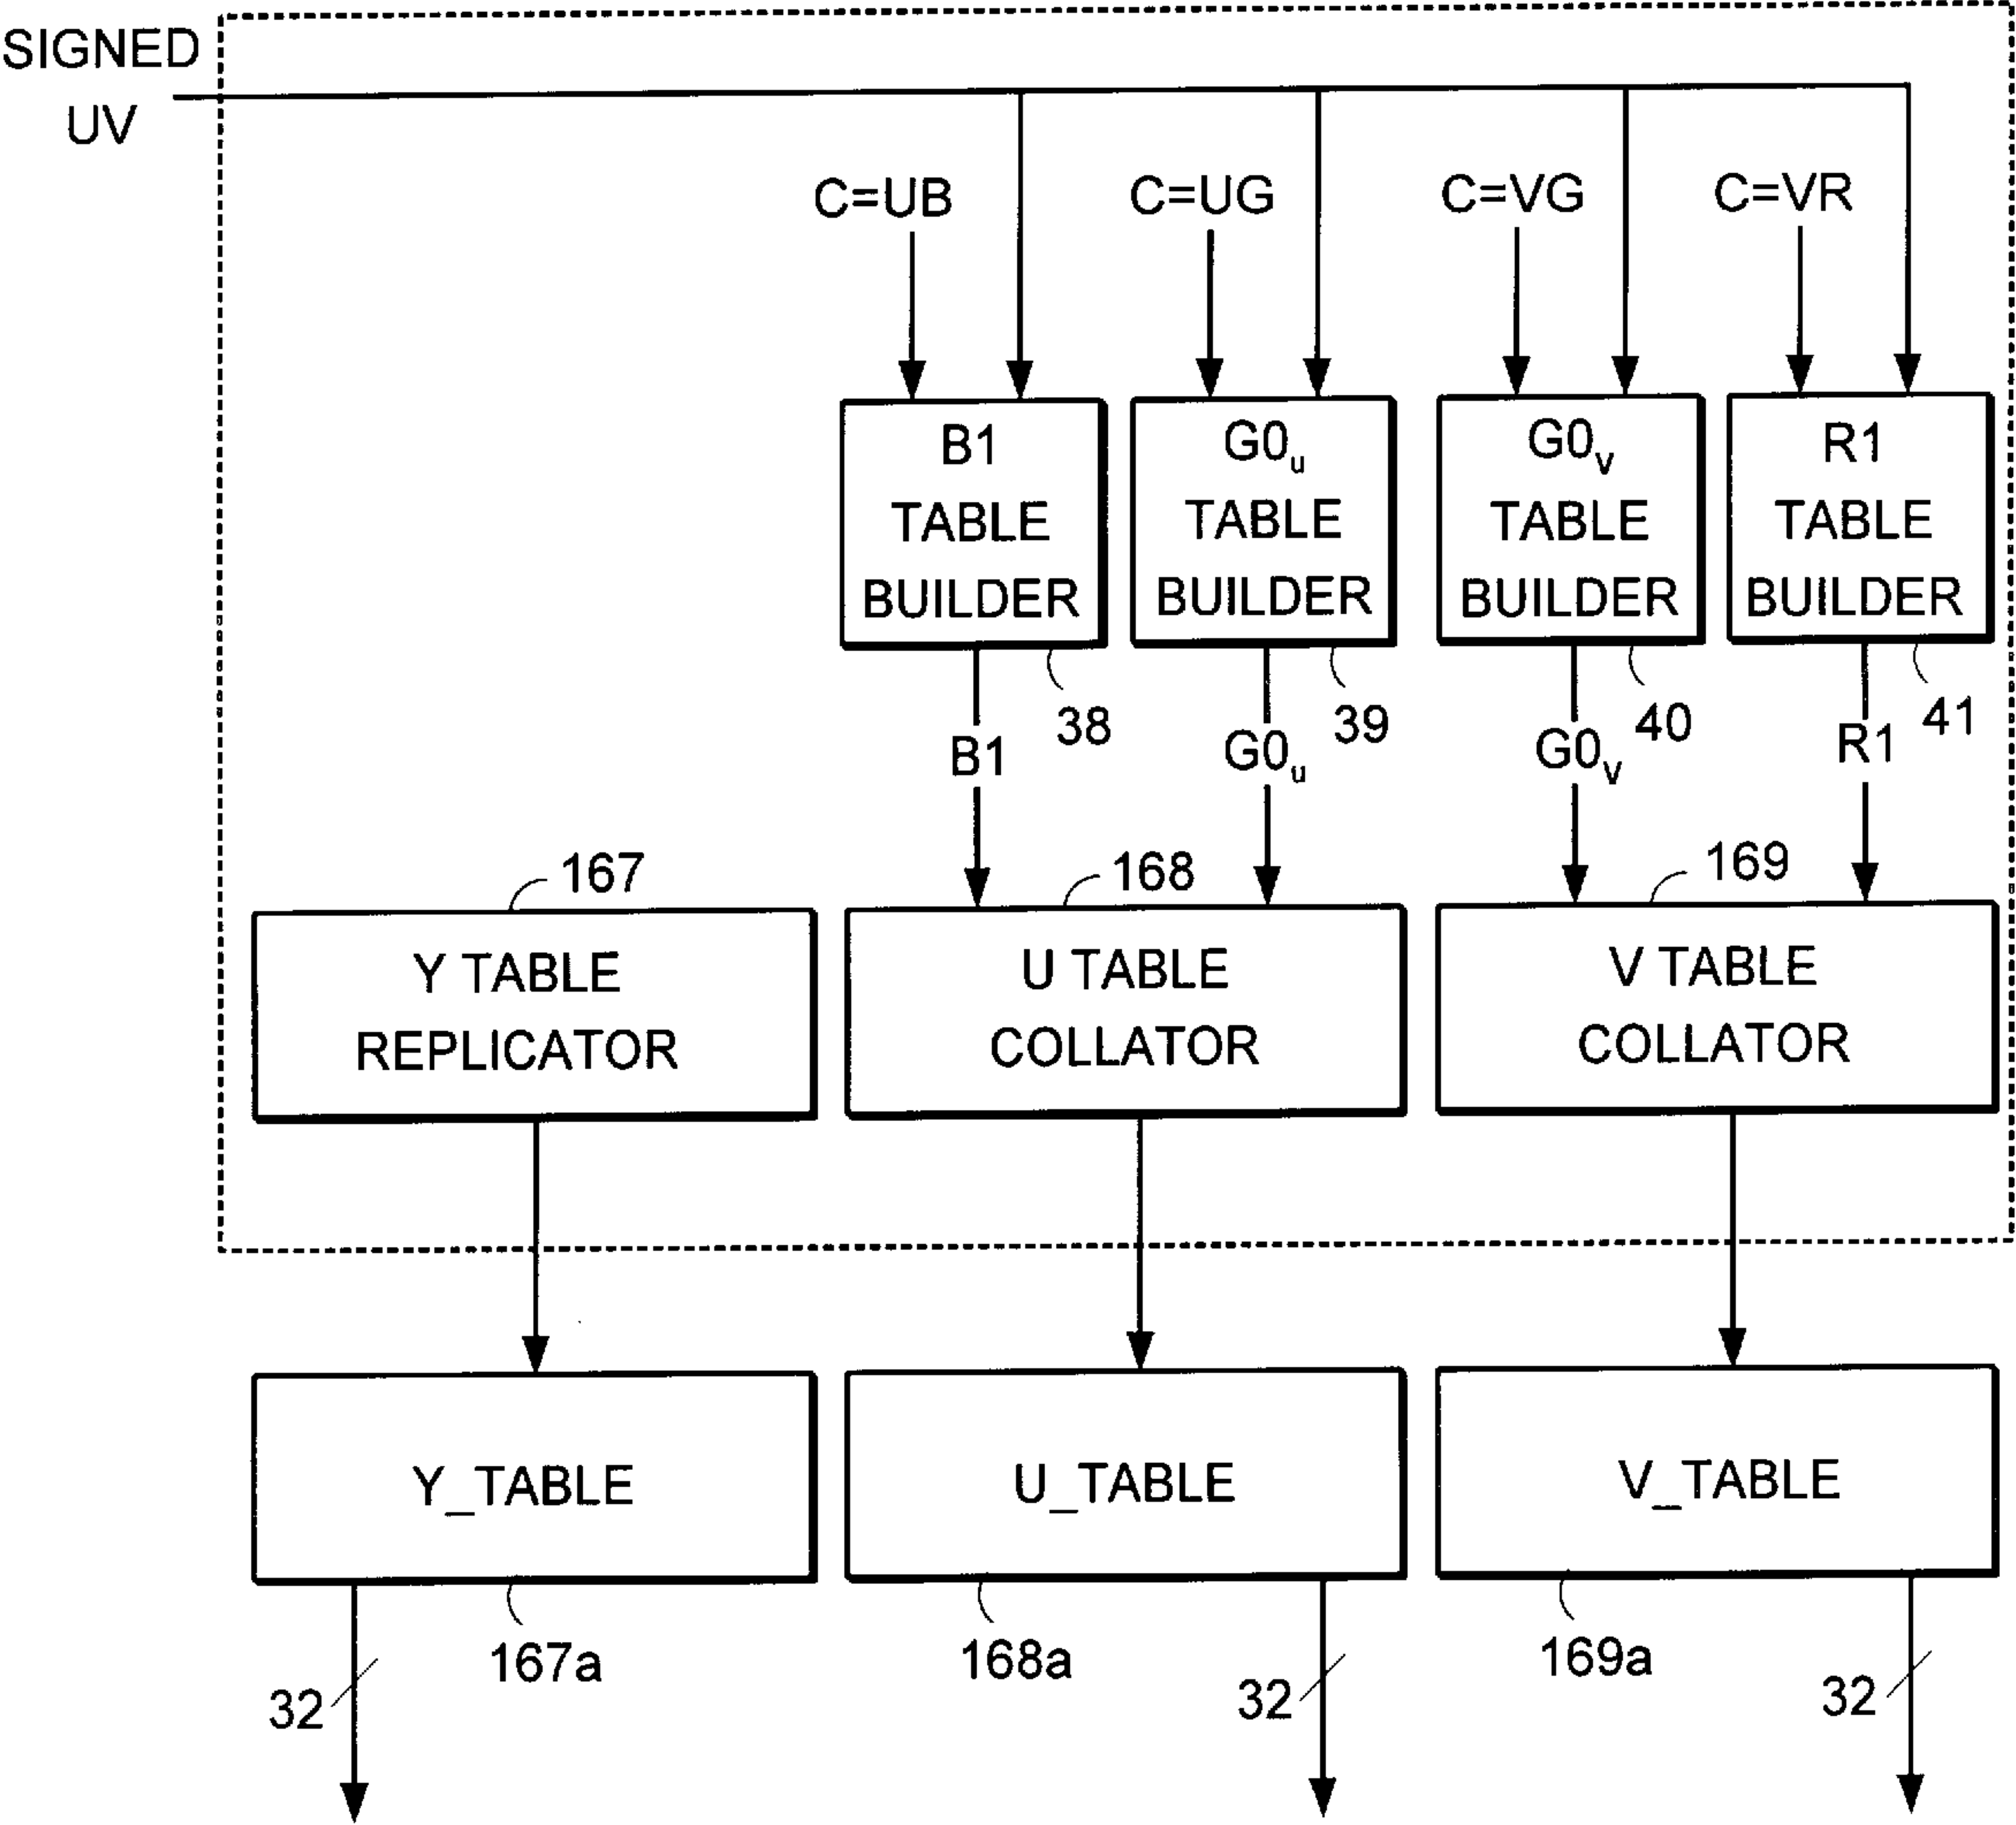 SIGNED
UV
C=UB
C=UG
C=VG
C=VR
B1
TABLE
BUILDER
G0u
TABLE
BUILDER
G0v
TABLE
BUILDER
R1
TABLE
BUILDER
38
39
40
41
B1
G0u
G0v
R1
167
168
169
Y TABLE
REPLICATOR
U TABLE
COLLATOR
V TABLE
COLLATOR
Y_TABLE
U_TABLE
V_TABLE
167a
168a
169a
32
32
32